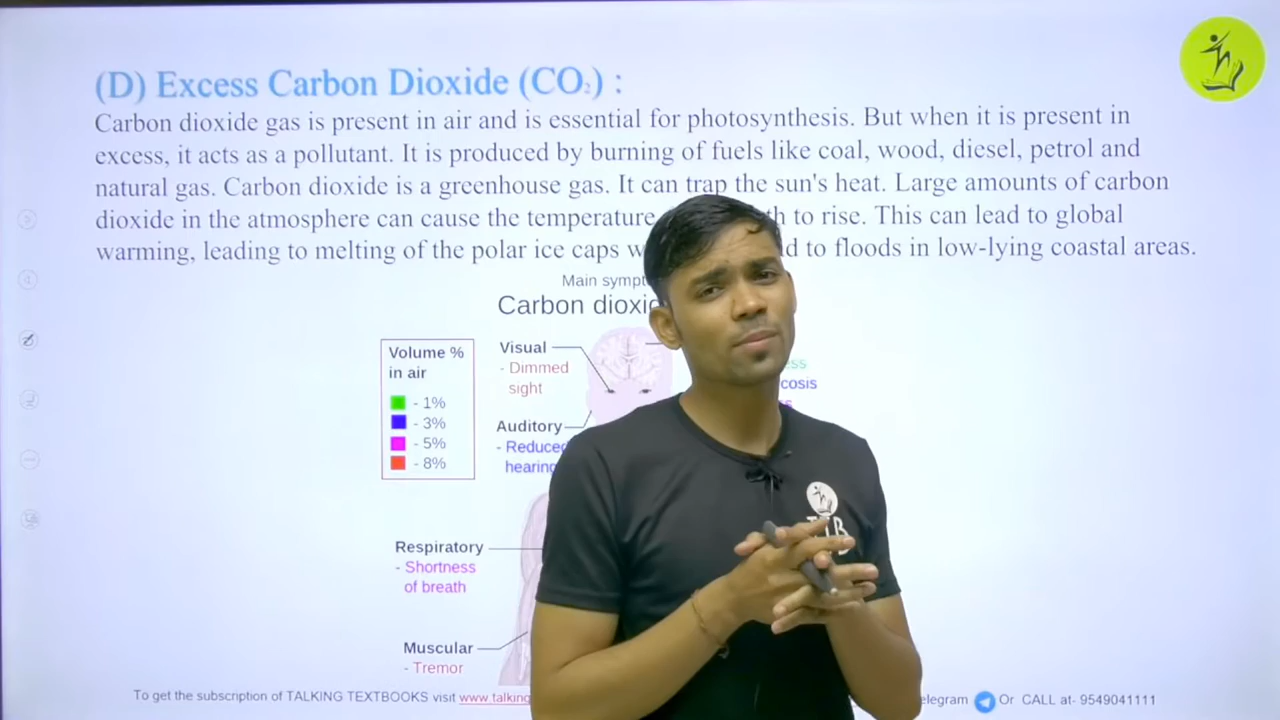 (D) Excess Carbon Dioxide (CO₂) :
Carbon dioxide gas is present in air and is essential for photosynthesis. But when it is present in
excess, it acts as a pollutant. It is produced by burning of fuels like coal, wood, diesel, petrol and
natural gas. Carbon dioxide is a greenhouse gas. It can trap the sun's heat. Large amounts of carbon
dioxide in the atmosphere can cause the temperature to rise. This can lead to global
warming, leading to melting of the polar ice caps to floods in low-lying coastal areas.
Main
Carbon
Volume %
in air
- 1%
- 3%
- 5%
- 8%
Visual
- Dimmed
sight
Auditory
- Reduced
hearing
Respiratory
- Shortness
of breath
Muscular
- Tremor
To get the subscription of TALKING TEXTBOOKS visit www.talking Or CALL at- 9549041111